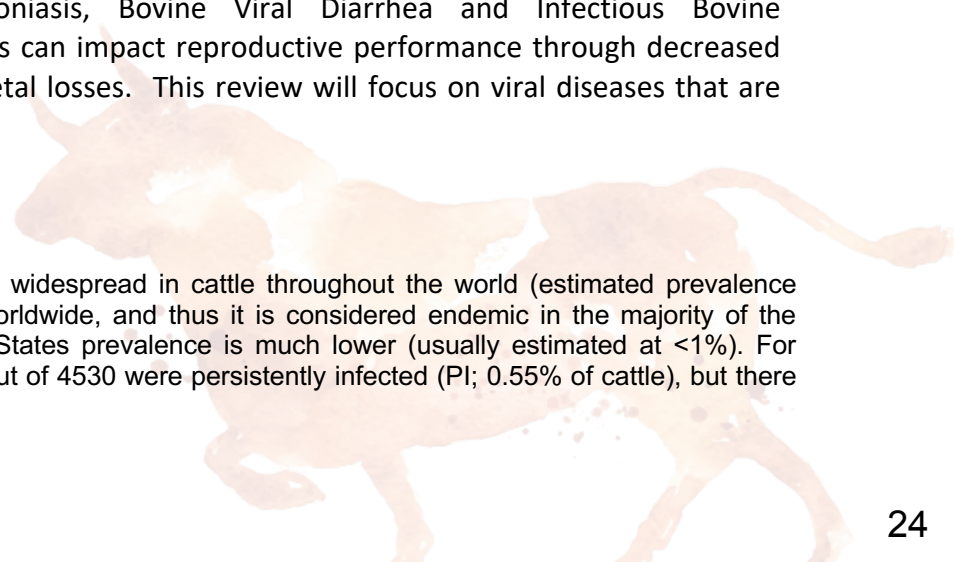 oniasis, Bovine Viral Diarrhea and Infectious Bovine
s can impact reproductive performance through decreased
etal losses. This review will focus on viral diseases that are
widespread in cattle throughout the world (estimated prevalence
orldwide, and thus it is considered endemic in the majority of the
States prevalence is much lower (usually estimated at <1%). For
ut of 4530 were persistently infected (PI; 0.55% of cattle), but there
24